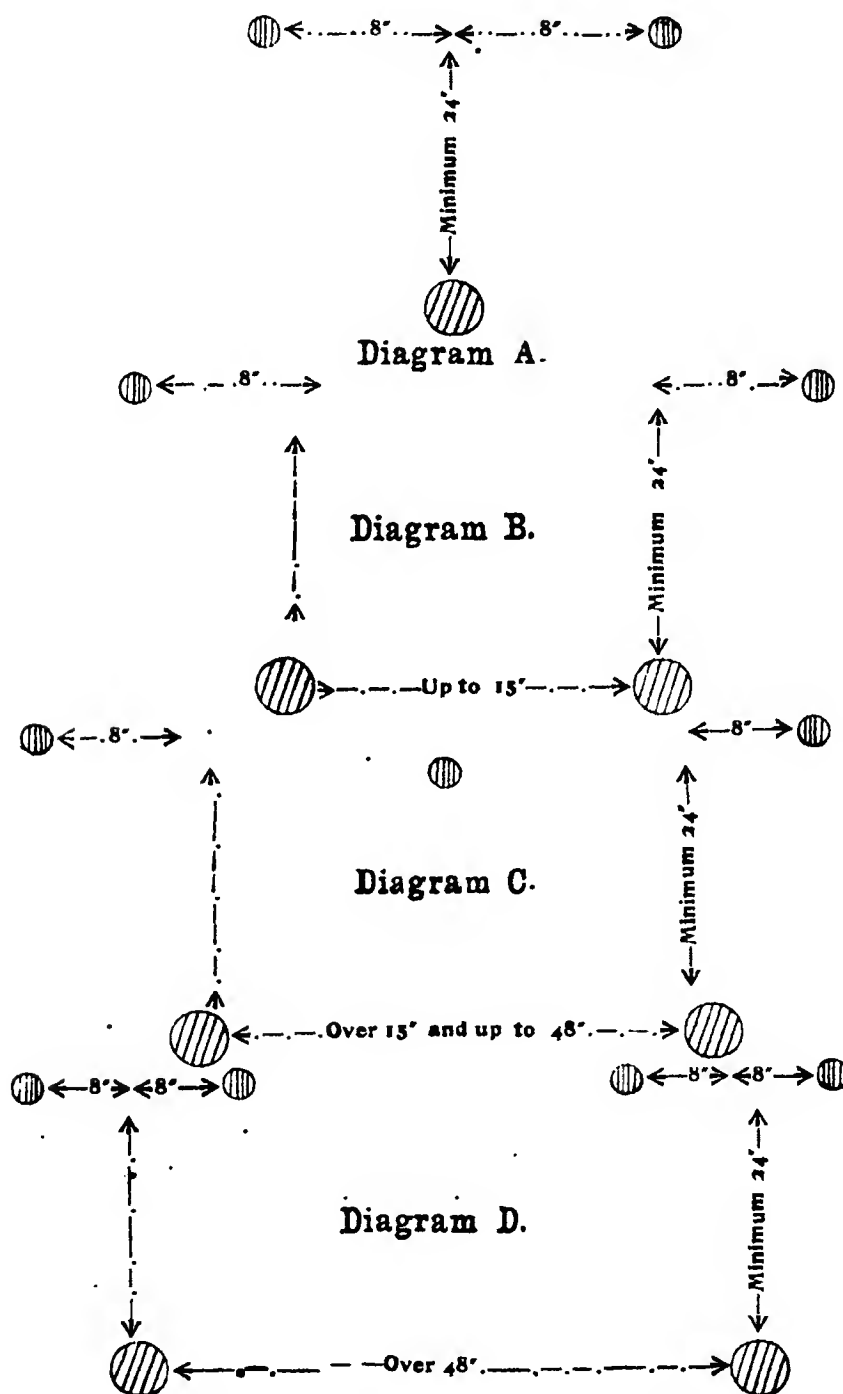 8″ 8″
Minimum 24″
Diagram A.
8″ 8″
Minimum 24″
Diagram B.
Up to 15″
8″ 8″
Minimum 24″
Diagram C.
Over 15″ and up to 48″
8″ 8″ 8″ 8″
Minimum 24″
Diagram D.
Over 48″